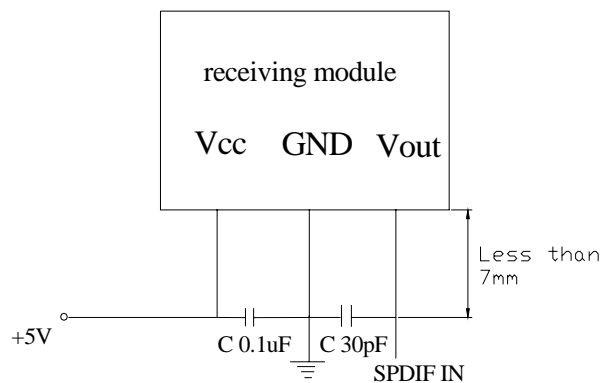 receiving module
Vcc GND Vout
Less than
7mm
+5V
C 0.1uF
C 30pF
SPDIF IN